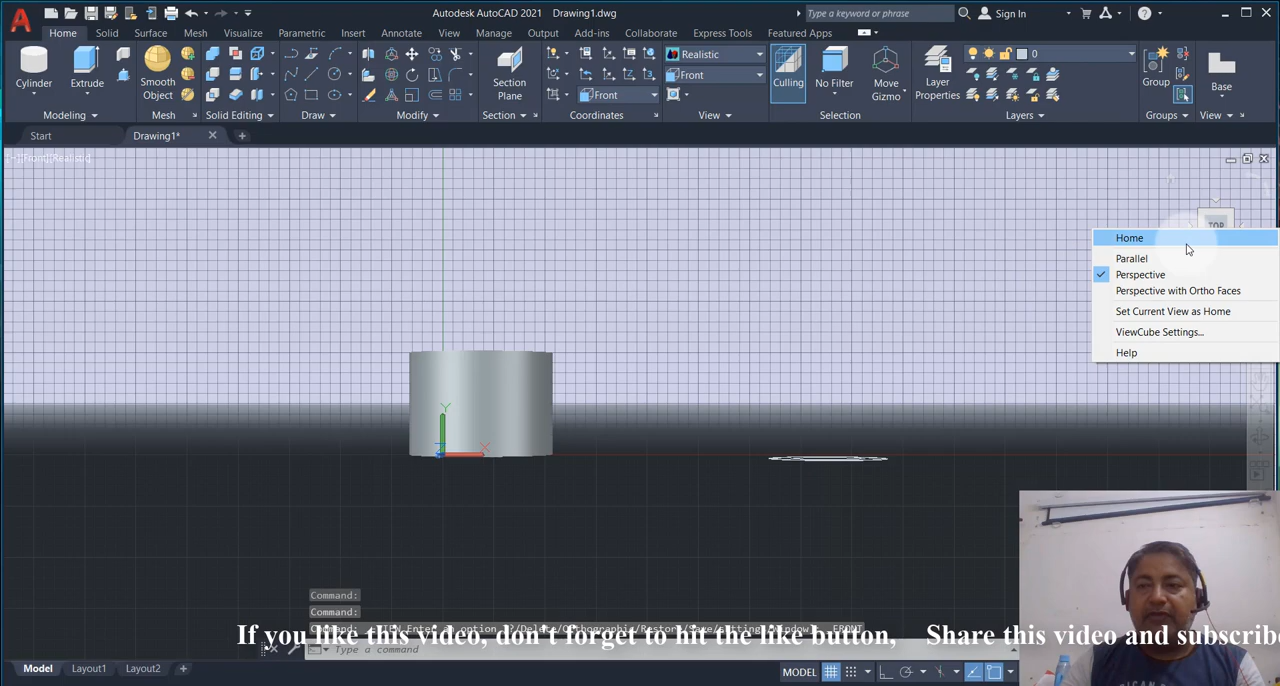 Autodesk AutoCAD 2021 Drawing1.dwg
Type a keyword or phrase
Sign In
Home Solid Surface Mesh Visualize Parametric Insert Annotate View Manage Output Add-ins Collaborate Express Tools Featured Apps
Cylinder
Extrude
Smooth
Object
Section
Plane
Realistic
Front
Front
Culling
No Filter
Move
Gizmo
Layer
Properties
0
Group
Base
Modeling Mesh Solid Editing Draw Modify Section Coordinates View Selection Layers Groups View
Start
Drawing1*
[-][Front][Realistic]
TOP
Home
Parallel
Perspective
Perspective with Ortho Faces
Set Current View as Home
ViewCube Settings...
Help
Y
X
Command:
Command:
If you like this video, don't forget to hit the like button, Share this video and subscribe
Type a command
Model Layout1 Layout2
MODEL